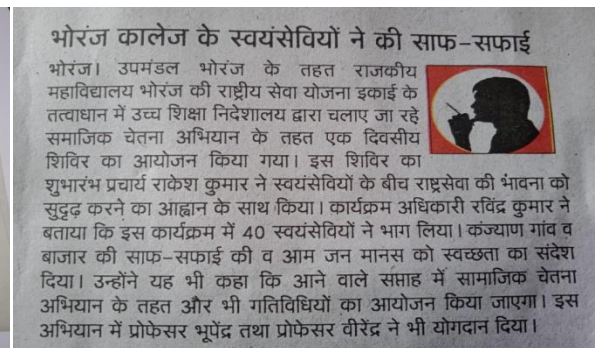 भोरंज कालेज के स्वयंसेवियों ने की साफ-सफाई
भोरंज। उपमंडल भोरंज के तहत राजकीय
महाविद्यालय भोरंज की राष्ट्रीय सेवा योजना इकाई के
तत्वाधान में उच्च शिक्षा निदेशालय द्वारा चलाए जा रहे
समाजिक चेतना अभियान के तहत एक दिवसीय
शिविर का आयोजन किया गया। इस शिविर का
शुभारंभ प्रचार्य राकेश कुमार ने स्वयंसेवियों के बीच राष्ट्रसेवा की भावना को
सुदृढ़ करने का आह्वान के साथ किया। कार्यक्रम अधिकारी रविंद्र कुमार ने
बताया कि इस कार्यक्रम में 40 स्वयंसेवियों ने भाग लिया। कंज्याण गांव व
बाजार की साफ-सफाई की व आम जन मानस को स्वच्छता का संदेश
दिया। उन्होंने यह भी कहा कि आने वाले सप्ताह में सामाजिक चेतना
अभियान के तहत और भी गतिविधियों का आयोजन किया जाएगा। इस
अभियान में प्रोफेसर भूपेंद्र तथा प्रोफेसर वीरेंद्र ने भी योगदान दिया।